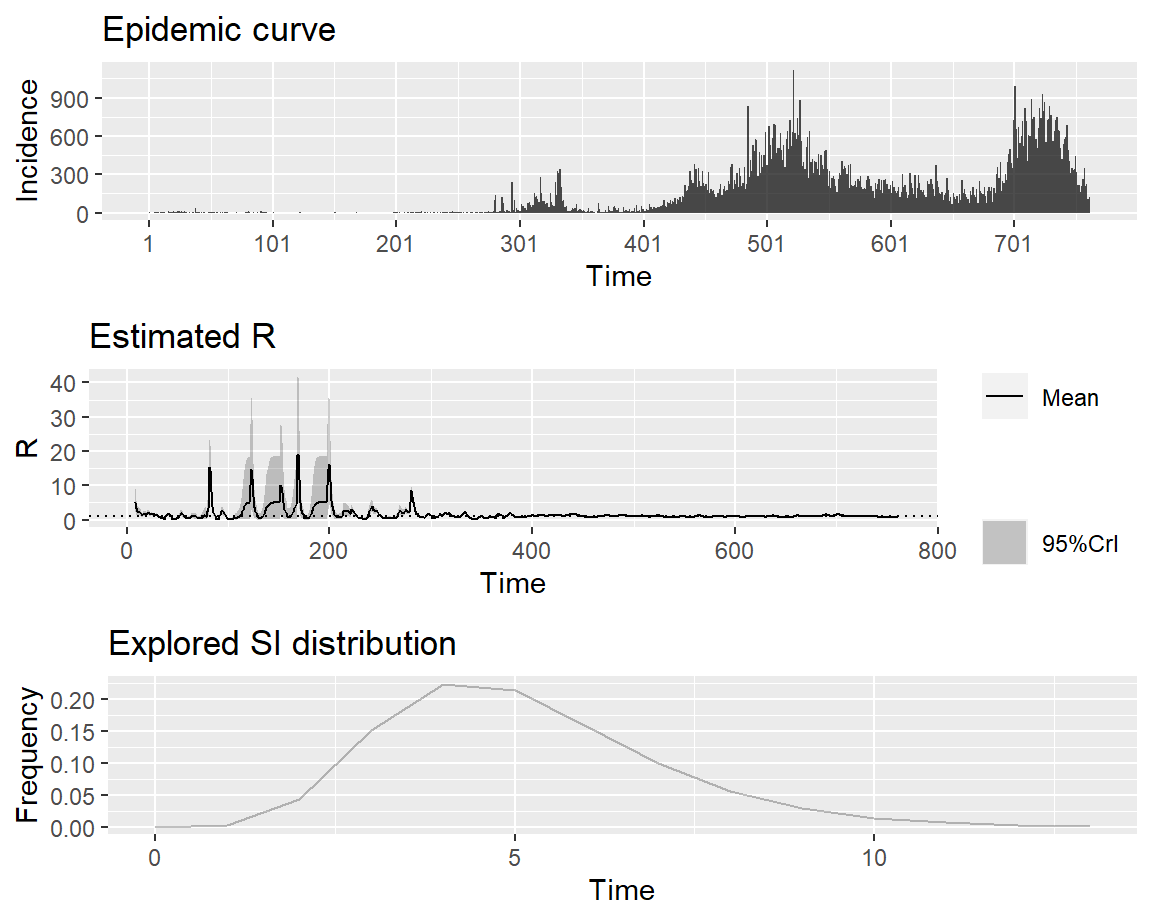 Epidemic curve
Incidence
900
600
300
0
1 101 201 301 401 501 601 701
Time
Estimated R
R
40
30
20
10
0
0 200 400 600 800
Time
Mean
95%CrI
Explored SI distribution
Frequency
0.20
0.15
0.10
0.05
0.00
0 5 10
Time